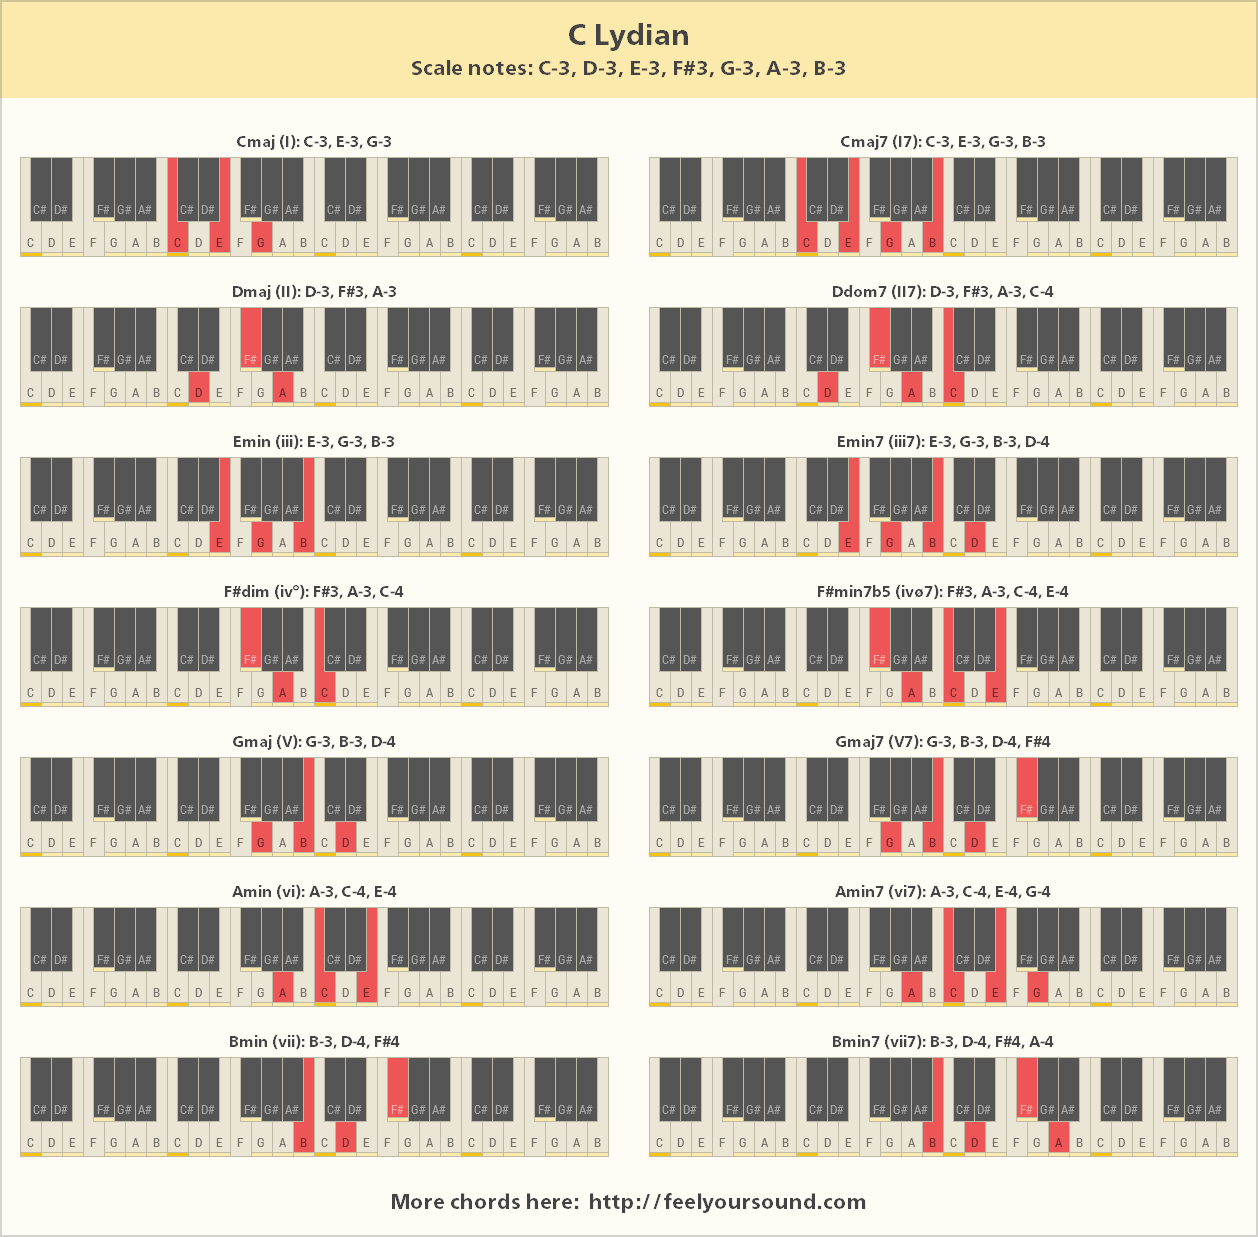 C Lydian
Scale notes: C-3, D-3, E-3, F#3, G-3, A-3, B-3
Cmaj (I): C-3, E-3, G-3
C# D# F# G# A# C# D# F# G# A# C# D# F# G# A# C# D# F# G# A#
C D E F G A B C D E F G A B C D E F G A B C D E F G A B
Cmaj7 (I7): C-3, E-3, G-3, B-3
C# D# F# G# A# C# D# F# G# A# C# D# F# G# A# C# D# F# G# A#
C D E F G A B C D E F G A B C D E F G A B C D E F G A B
Dmaj (II): D-3, F#3, A-3
C# D# F# G# A# C# D# F# G# A# C# D# F# G# A# C# D# F# G# A#
C D E F G A B C D E F G A B C D E F G A B C D E F G A B
Ddom7 (II7): D-3, F#3, A-3, C-4
C# D# F# G# A# C# D# F# G# A# C# D# F# G# A# C# D# F# G# A#
C D E F G A B C D E F G A B C D E F G A B C D E F G A B
Emin (iii): E-3, G-3, B-3
C# D# F# G# A# C# D# F# G# A# C# D# F# G# A# C# D# F# G# A#
C D E F G A B C D E F G A B C D E F G A B C D E F G A B
Emin7 (iii7): E-3, G-3, B-3, D-4
C# D# F# G# A# C# D# F# G# A# C# D# F# G# A# C# D# F# G# A#
C D E F G A B C D E F G A B C D E F G A B C D E F G A B
F#dim (iv°): F#3, A-3, C-4
C# D# F# G# A# C# D# F# G# A# C# D# F# G# A# C# D# F# G# A#
C D E F G A B C D E F G A B C D E F G A B C D E F G A B
F#min7b5 (ivø7): F#3, A-3, C-4, E-4
C# D# F# G# A# C# D# F# G# A# C# D# F# G# A# C# D# F# G# A#
C D E F G A B C D E F G A B C D E F G A B C D E F G A B
Gmaj (V): G-3, B-3, D-4
C# D# F# G# A# C# D# F# G# A# C# D# F# G# A# C# D# F# G# A#
C D E F G A B C D E F G A B C D E F G A B C D E F G A B
Gmaj7 (V7): G-3, B-3, D-4, F#4
C# D# F# G# A# C# D# F# G# A# C# D# F# G# A# C# D# F# G# A#
C D E F G A B C D E F G A B C D E F G A B C D E F G A B
Amin (vi): A-3, C-4, E-4
C# D# F# G# A# C# D# F# G# A# C# D# F# G# A# C# D# F# G# A#
C D E F G A B C D E F G A B C D E F G A B C D E F G A B
Amin7 (vi7): A-3, C-4, E-4, G-4
C# D# F# G# A# C# D# F# G# A# C# D# F# G# A# C# D# F# G# A#
C D E F G A B C D E F G A B C D E F G A B C D E F G A B
Bmin (vii): B-3, D-4, F#4
C# D# F# G# A# C# D# F# G# A# C# D# F# G# A# C# D# F# G# A#
C D E F G A B C D E F G A B C D E F G A B C D E F G A B
Bmin7 (vii7): B-3, D-4, F#4, A-4
C# D# F# G# A# C# D# F# G# A# C# D# F# G# A# C# D# F# G# A#
C D E F G A B C D E F G A B C D E F G A B C D E F G A B
More chords here: http://feelyoursound.com